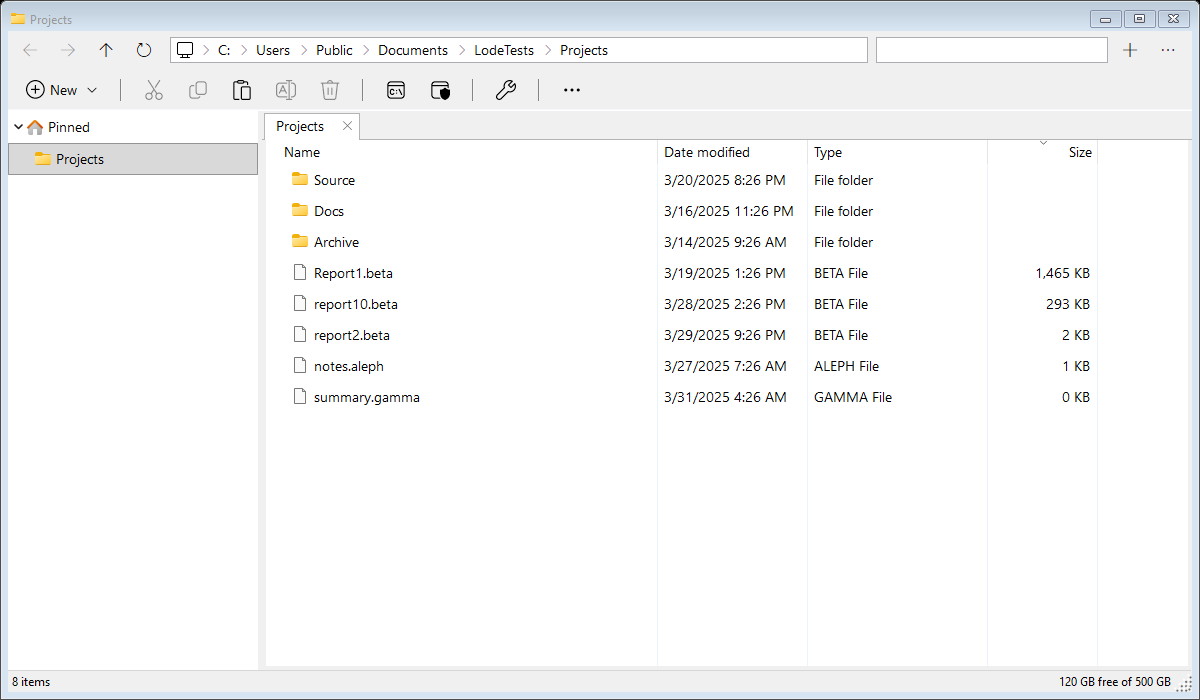 Projects
C: Users Public Documents LodeTests Projects
New
Pinned
Projects
Projects
Name Date modified Type Size
Source 3/20/2025 8:26 PM File folder
Docs 3/16/2025 11:26 PM File folder
Archive 3/14/2025 9:26 AM File folder
Report1.beta 3/19/2025 1:26 PM BETA File 1,465 KB
report10.beta 3/28/2025 2:26 PM BETA File 293 KB
report2.beta 3/29/2025 9:26 PM BETA File 2 KB
notes.aleph 3/27/2025 7:26 AM ALEPH File 1 KB
summary.gamma 3/31/2025 4:26 AM GAMMA File 0 KB
8 items 120 GB free of 500 GB